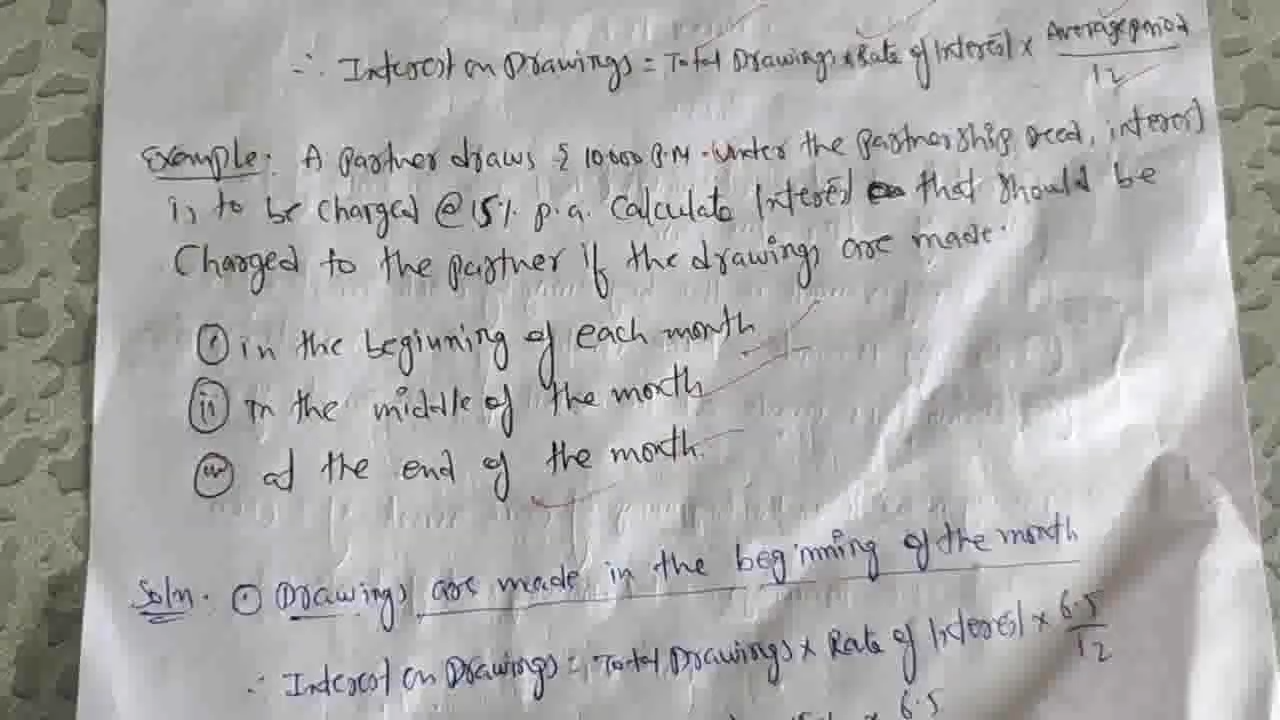 ∴ Interest on Drawings = Total Drawings × Rate of Interest × Average period / 12
Example: A partner draws ₹ 10000 P.M. Under the partnership deed, interest
is to be charged @ 15% p.a. Calculate Interest that should be
Charged to the partner if the drawings are made.
(i) in the beginning of each month
(ii) In the middle of the month
(iii) at the end of the month.
Soln. (i) Drawings are made in the beginning of the month
∴ Interest on Drawings = Total Drawings × Rate of Interest × 6.5 / 12
× 6.5